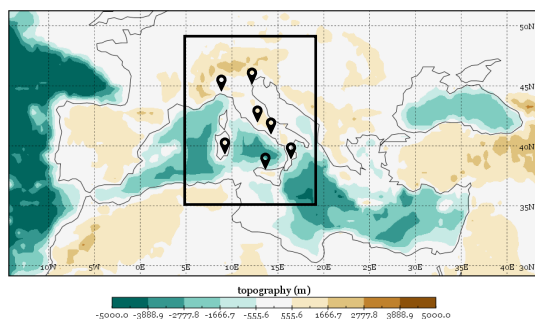 50N
45N
40N
35N
30N
10W 5W 0E 5E 10E 15E 20E 25E 30E 35E 40E
topography (m)
-5000.0 -3888.9 -2777.8 -1666.7 -555.6 555.6 1666.7 2777.8 3888.9 5000.0